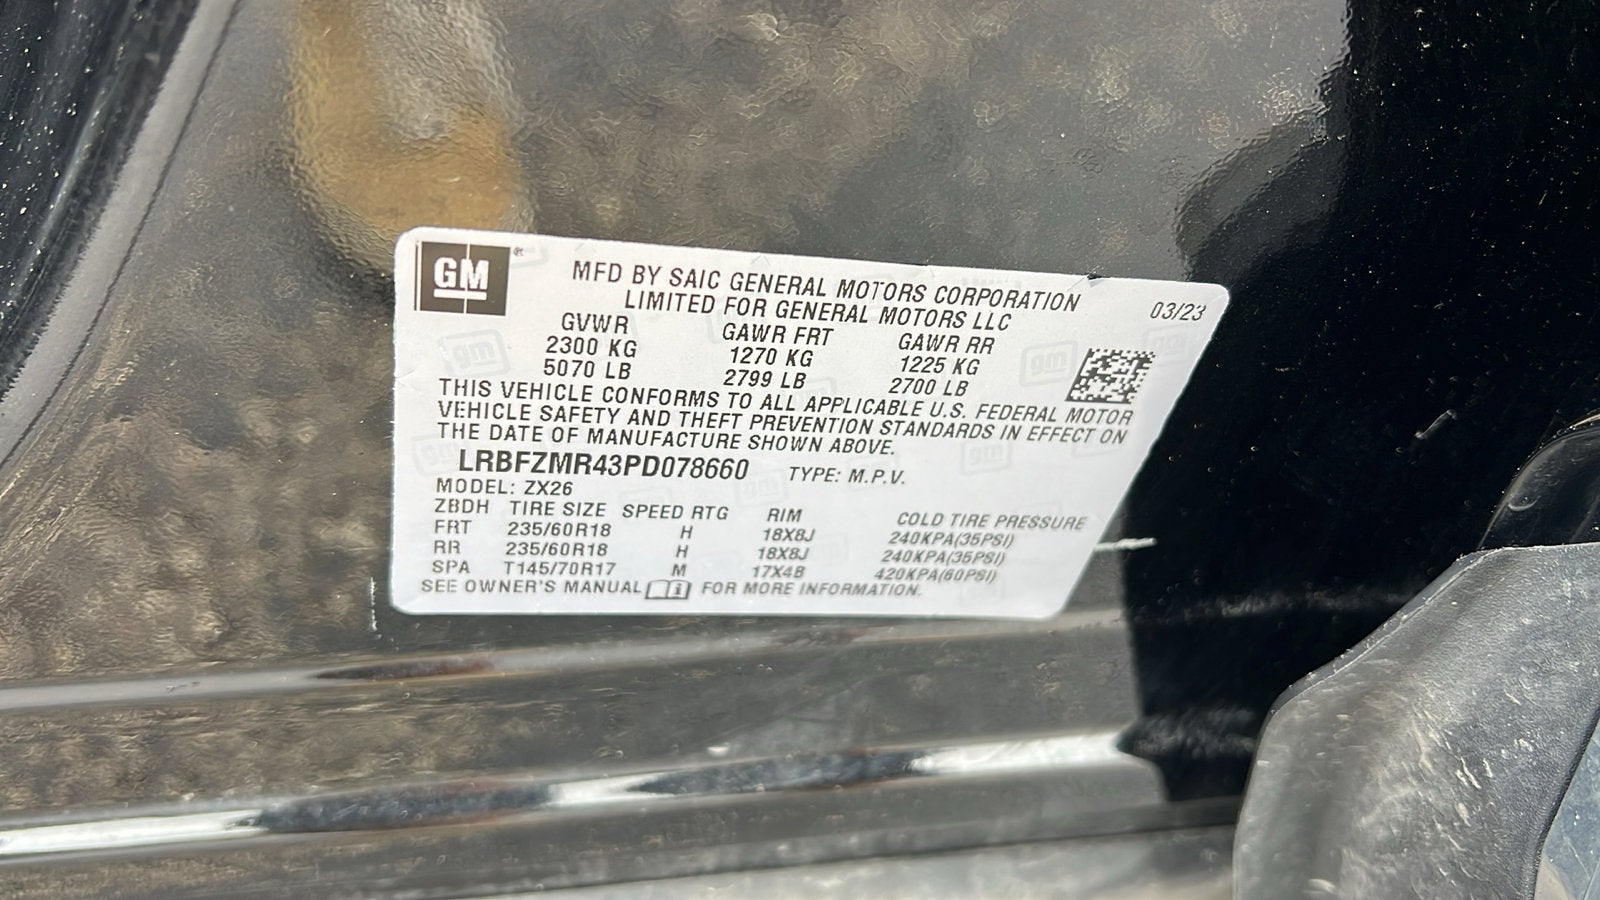 GM ®
MFD BY SAIC GENERAL MOTORS CORPORATION
LIMITED FOR GENERAL MOTORS LLC
03/23
GVWR GAWR FRT GAWR RR
2300 KG 1270 KG 1225 KG
5070 LB 2799 LB 2700 LB
THIS VEHICLE CONFORMS TO ALL APPLICABLE U.S. FEDERAL MOTOR
VEHICLE SAFETY AND THEFT PREVENTION STANDARDS IN EFFECT ON
THE DATE OF MANUFACTURE SHOWN ABOVE.
LRBFZMR43PD078660 TYPE: M.P.V.
MODEL: ZX26
ZBDH TIRE SIZE SPEED RTG RIM COLD TIRE PRESSURE
FRT 235/60R18 H 18X8J 240KPA(35PSI)
RR 235/60R18 H 18X8J 240KPA(35PSI)
SPA T145/70R17 M 17X4B 420KPA(60PSI)
SEE OWNER'S MANUAL FOR MORE INFORMATION.